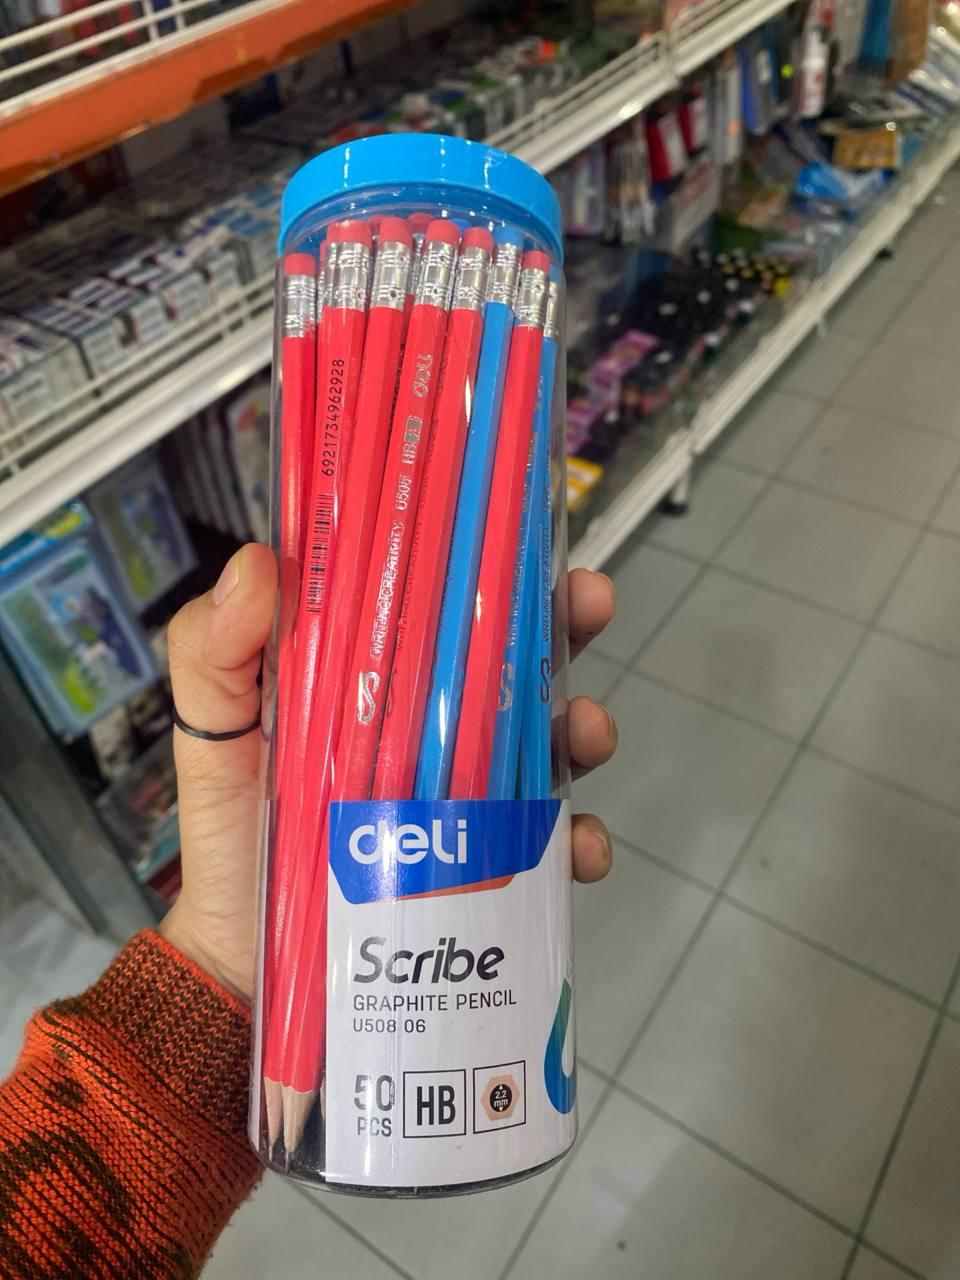 6921734962928
deli
HB
U508
WRITING CREATIVITY
deli
Scribe
GRAPHITE PENCIL
U508 06
50
PCS
HB
2.2
mm